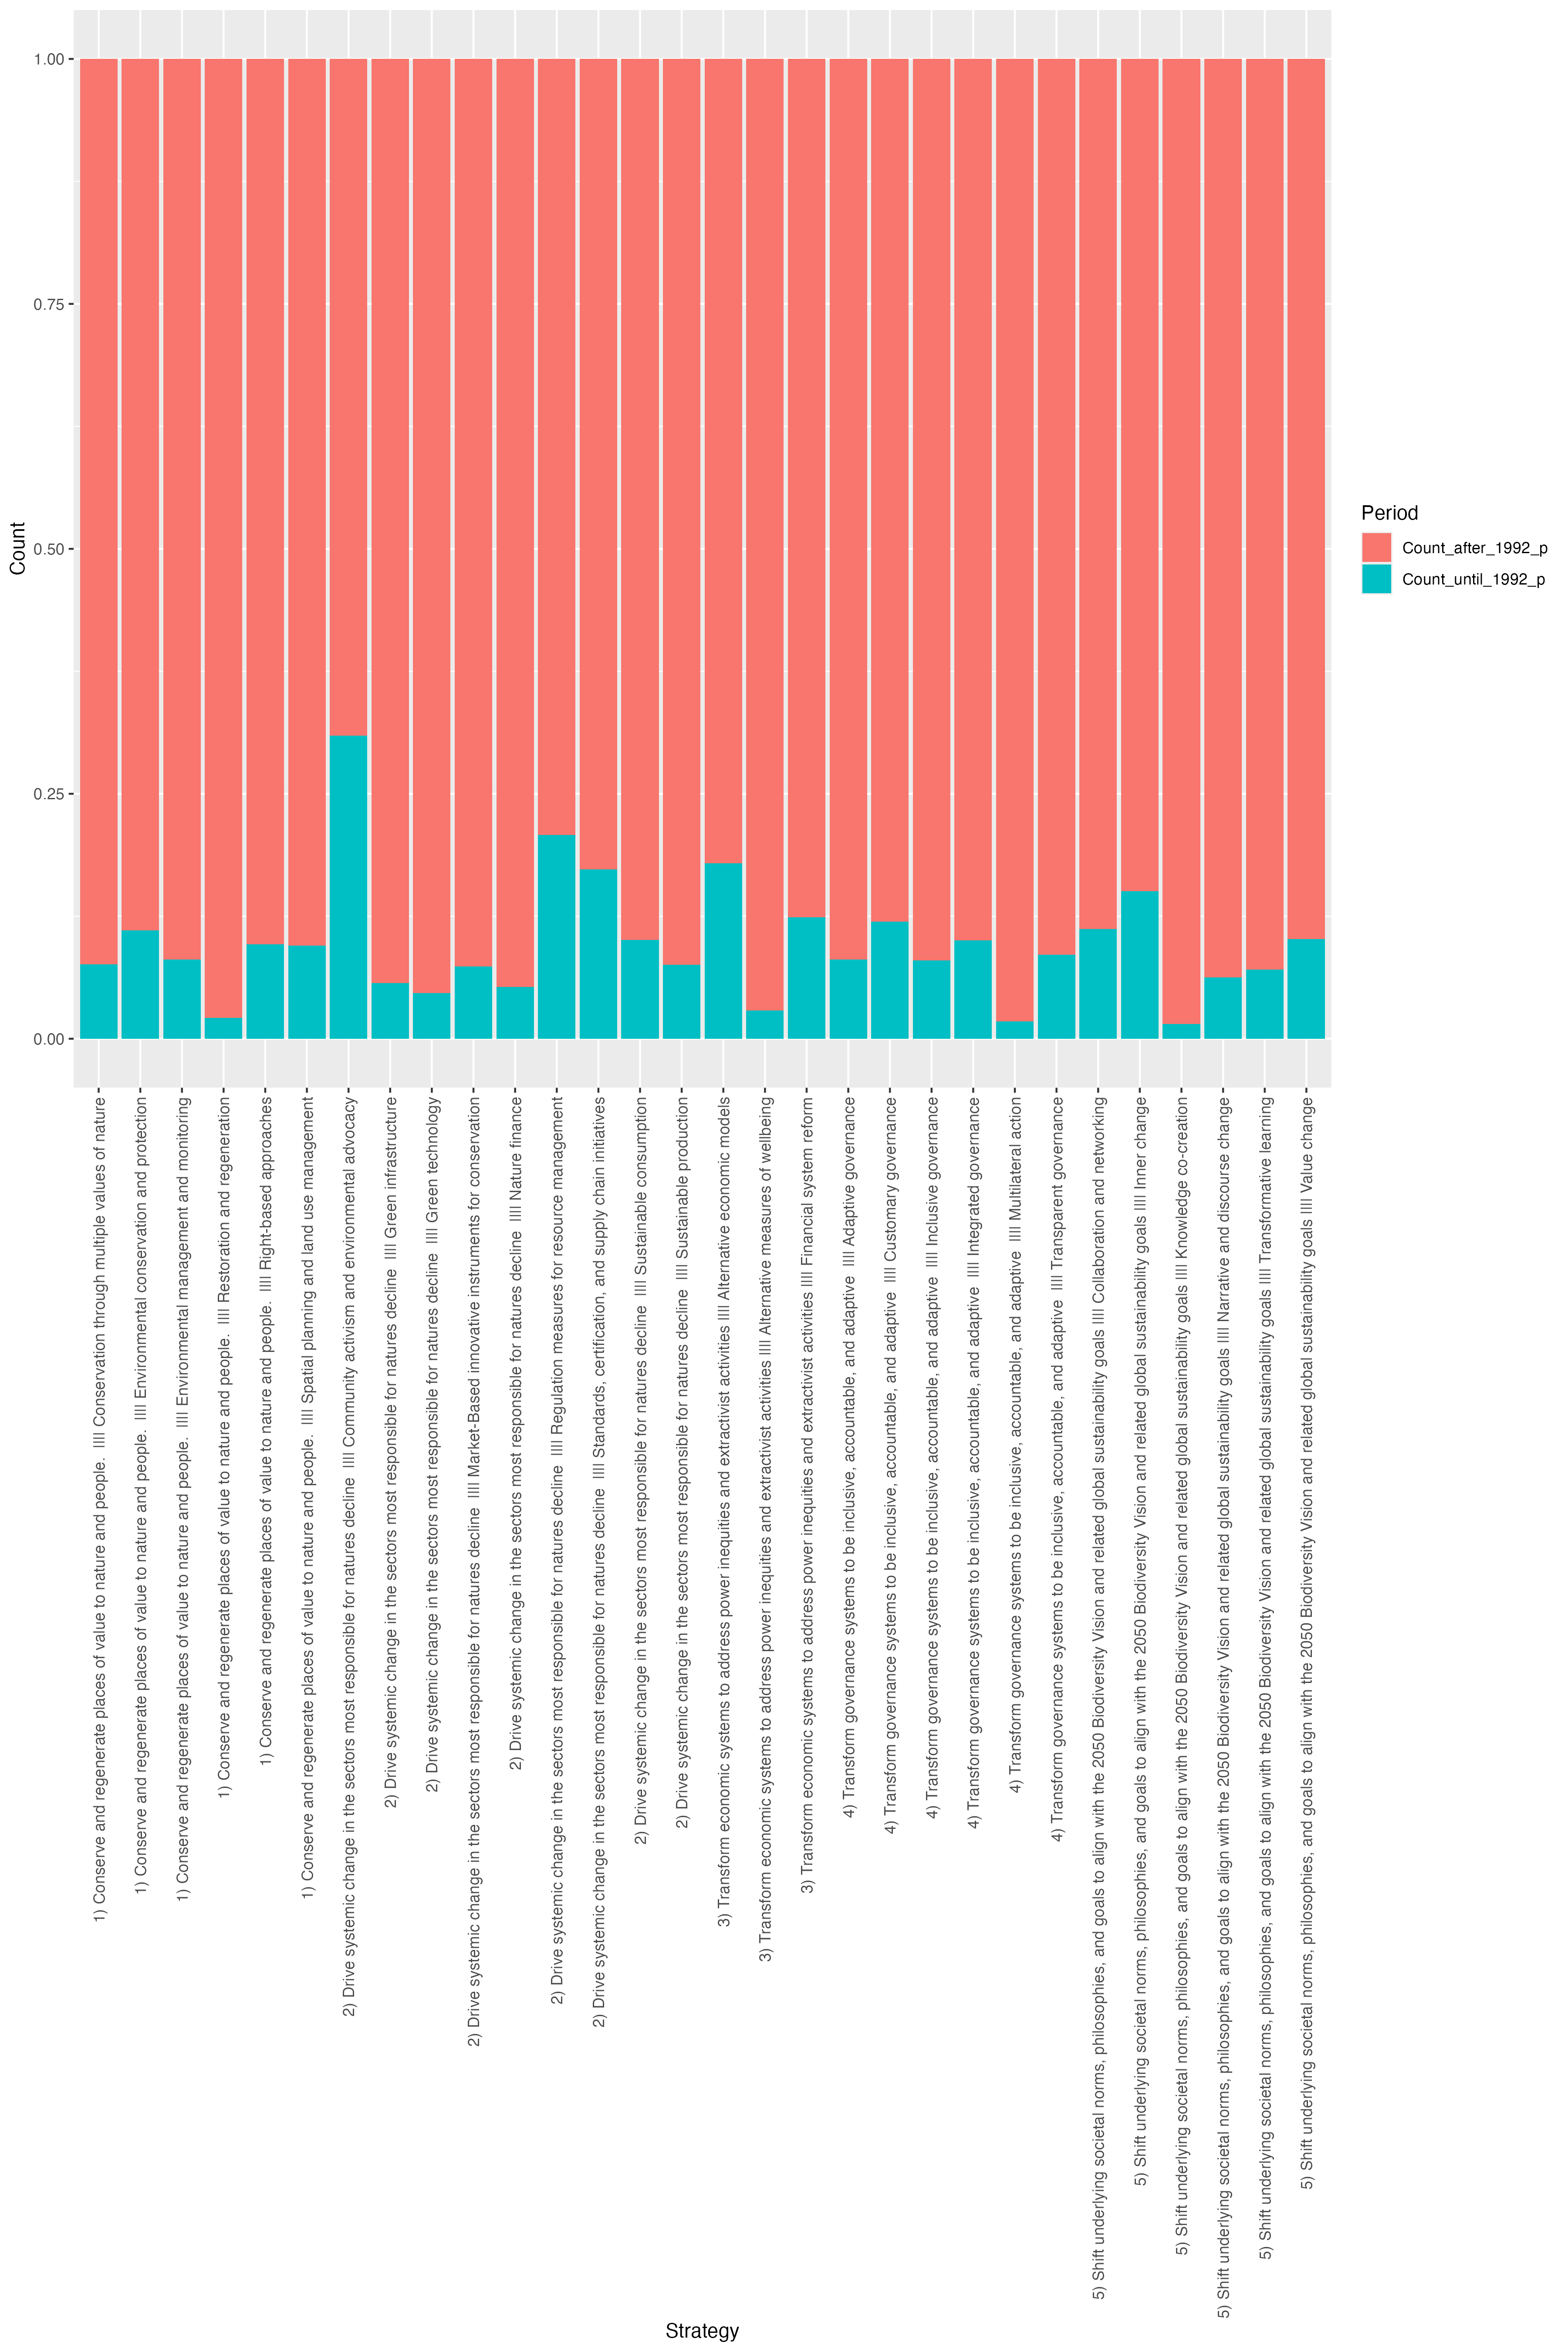 1.00
0.75
0.50
0.25
0.00
Count
1) Conserve and regenerate places of value to nature and people.  IIII Conservation through multiple values of nature
1) Conserve and regenerate places of value to nature and people.  IIII Environmental conservation and protection
1) Conserve and regenerate places of value to nature and people.  IIII Environmental management and monitoring
1) Conserve and regenerate places of value to nature and people.  IIII Restoration and regeneration
1) Conserve and regenerate places of value to nature and people.  IIII Right-based approaches
1) Conserve and regenerate places of value to nature and people.  IIII Spatial planning and land use management
2) Drive systemic change in the sectors most responsible for natures decline  IIII Community activism and environmental advocacy
2) Drive systemic change in the sectors most responsible for natures decline  IIII Green infrastructure
2) Drive systemic change in the sectors most responsible for natures decline  IIII Green technology
2) Drive systemic change in the sectors most responsible for natures decline  IIII Market-Based innovative instruments for conservation
2) Drive systemic change in the sectors most responsible for natures decline  IIII Nature finance
2) Drive systemic change in the sectors most responsible for natures decline  IIII Regulation measures for resource management
2) Drive systemic change in the sectors most responsible for natures decline  IIII Standards, certification, and supply chain initiatives
2) Drive systemic change in the sectors most responsible for natures decline  IIII Sustainable consumption
2) Drive systemic change in the sectors most responsible for natures decline  IIII Sustainable production
3) Transform economic systems to address power inequities and extractivist activities IIII Alternative economic models
3) Transform economic systems to address power inequities and extractivist activities IIII Alternative measures of wellbeing
3) Transform economic systems to address power inequities and extractivist activities IIII Financial system reform
4) Transform governance systems to be inclusive, accountable, and adaptive  IIII Adaptive governance
4) Transform governance systems to be inclusive, accountable, and adaptive  IIII Customary governance
4) Transform governance systems to be inclusive, accountable, and adaptive  IIII Inclusive governance
4) Transform governance systems to be inclusive, accountable, and adaptive  IIII Integrated governance
4) Transform governance systems to be inclusive, accountable, and adaptive  IIII Multilateral action
4) Transform governance systems to be inclusive, accountable, and adaptive  IIII Transparent governance
5) Shift underlying societal norms, philosophies, and goals to align with the 2050 Biodiversity Vision and related global sustainability goals IIII Collaboration and networking
5) Shift underlying societal norms, philosophies, and goals to align with the 2050 Biodiversity Vision and related global sustainability goals IIII Inner change
5) Shift underlying societal norms, philosophies, and goals to align with the 2050 Biodiversity Vision and related global sustainability goals IIII Knowledge co-creation
5) Shift underlying societal norms, philosophies, and goals to align with the 2050 Biodiversity Vision and related global sustainability goals IIII Narrative and discourse change
5) Shift underlying societal norms, philosophies, and goals to align with the 2050 Biodiversity Vision and related global sustainability goals IIII Transformative learning
5) Shift underlying societal norms, philosophies, and goals to align with the 2050 Biodiversity Vision and related global sustainability goals IIII Value change
Strategy
Period
Count_after_1992_p
Count_until_1992_p